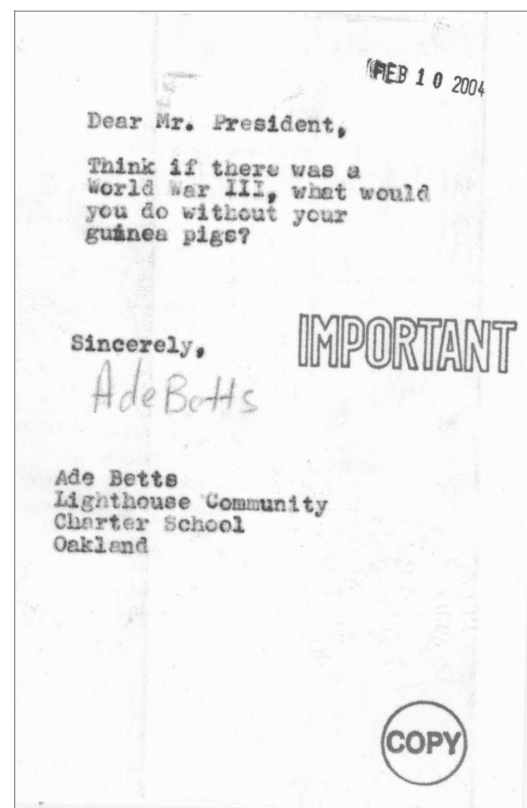 FEB 10 2004
Dear Mr. President,
Think if there was a
World War III, what would
you do without your
guinea pigs?
Sincerely,
IMPORTANT
Ade Betts
Ade Betts
Lighthouse Community
Charter School
Oakland
COPY